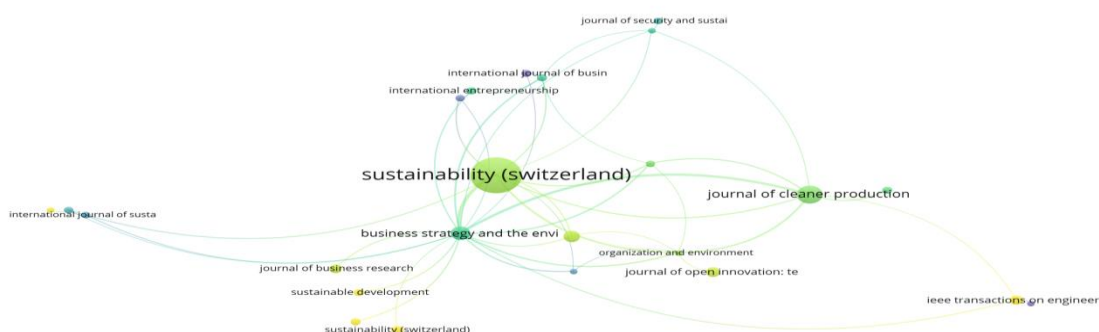 journal of security and sustai
international journal of busin
international entrepreneurship
sustainability (switzerland)
journal of cleaner production
international journal of susta
business strategy and the envi
organization and environment
journal of business research
journal of open innovation: te
sustainable development
ieee transactions on engineer
sustainability (switzerland)